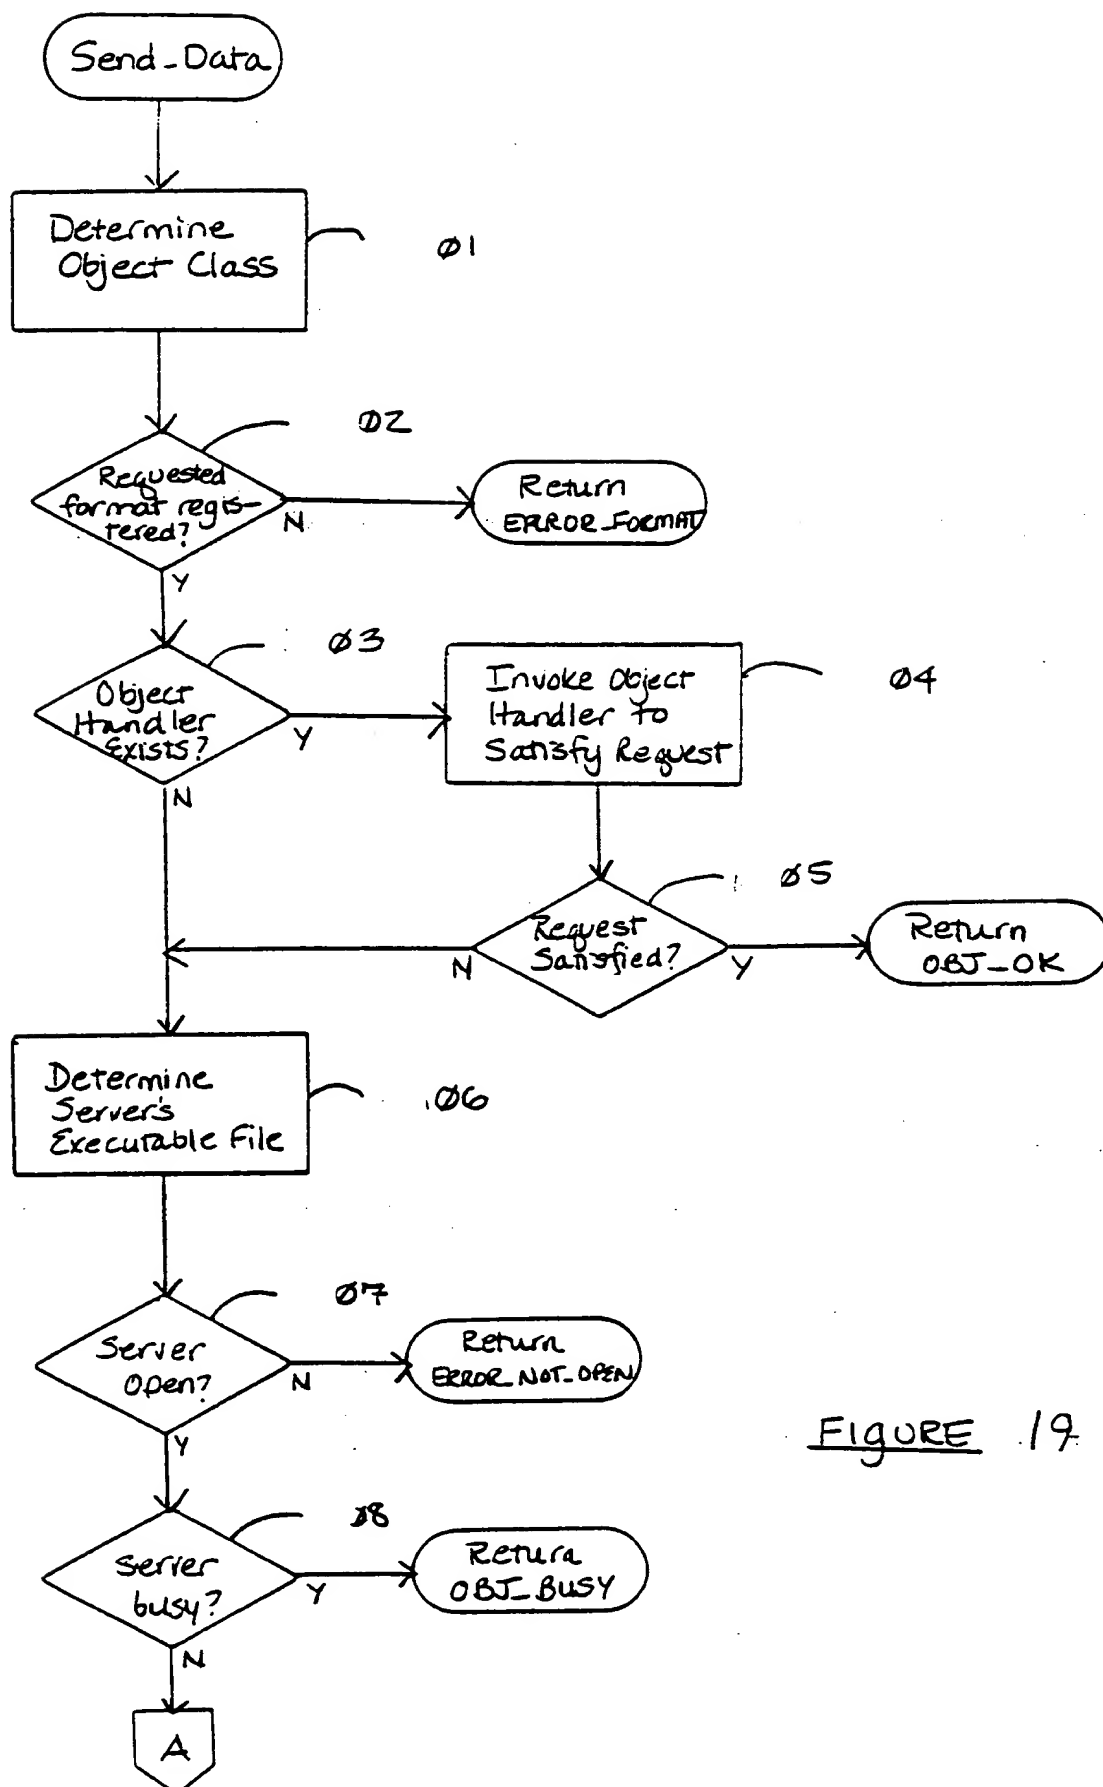 Send_Data
Determine
Object Class
Ø1
Ø2
Requested
format regis-
tered?
N
Y
Return
ERROR_FORMAT
Ø3
Object
Handler
Exists?
Y
N
Invoke Object
Handler to
Satisfy Request
Ø4
Ø5
Request
Satisfied?
N
Y
Return
OBJ_OK
Determine
Server's
Executable File
Ø6
Ø7
Server
Open?
N
Y
Return
ERROR_NOT_OPEN
FIGURE 19
Ø8
Server
busy?
Y
N
Return
OBJ_BUSY
A